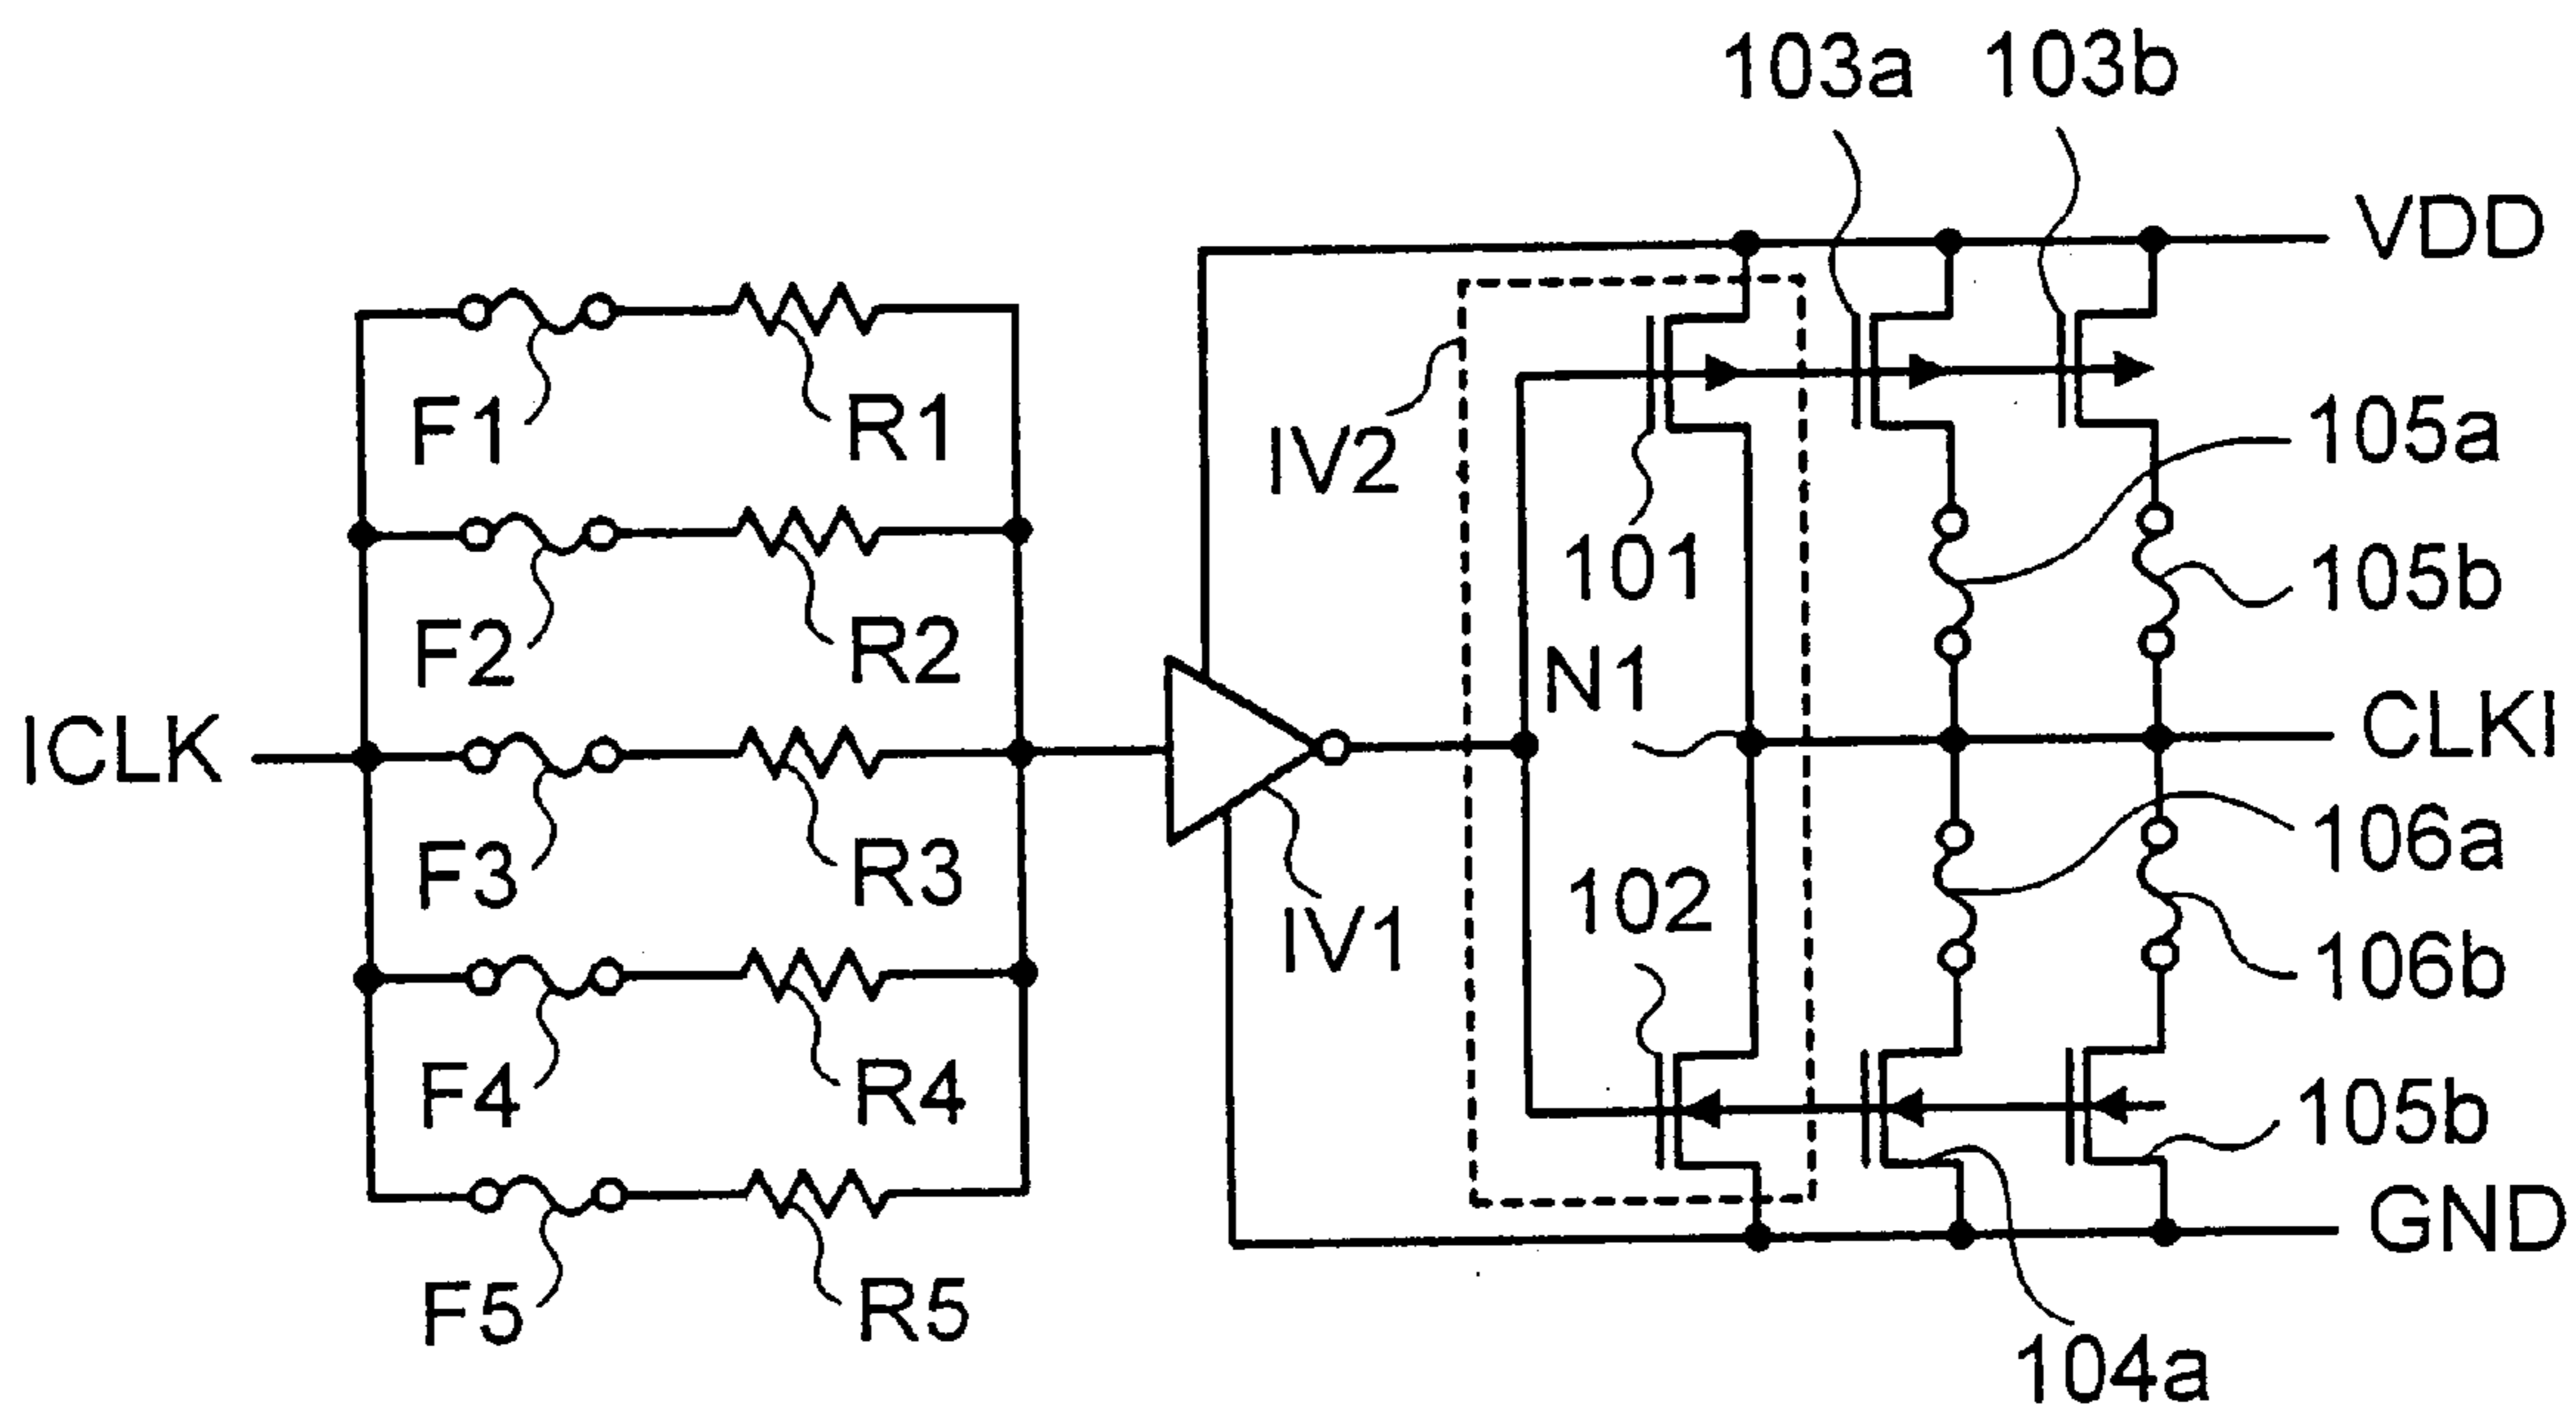 103a 103b
VDD
F1 R1
IV2
105a
101
105b
F2 R2
N1
ICLK
CLKI
F3 R3
106a
102
IV1
106b
F4 R4
105b
GND
F5 R5
104a